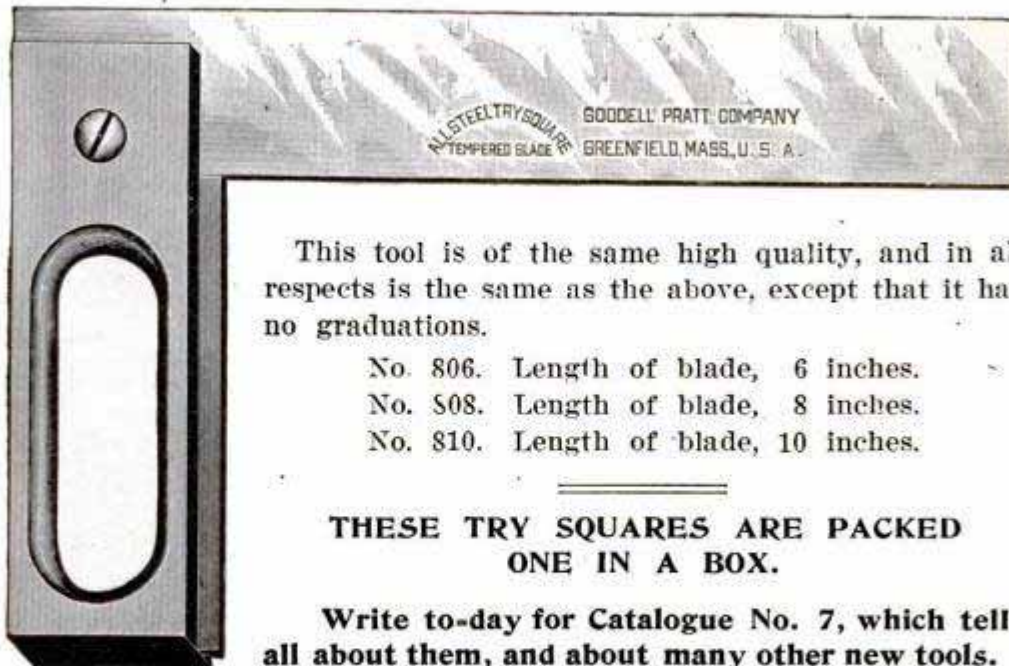 ALL STEEL TRY SQUARE
TEMPERED BLADE
GOODELL PRATT COMPANY
GREENFIELD, MASS., U. S. A.
This tool is of the same high quality, and in al
respects is the same as the above, except that it ha
no graduations.
No. 806. Length of blade, 6 inches.
No. 808. Length of blade, 8 inches.
No. 810. Length of blade, 10 inches.
THESE TRY SQUARES ARE PACKED
ONE IN A BOX.
Write to-day for Catalogue No. 7, which tell
all about them, and about many other new tools.